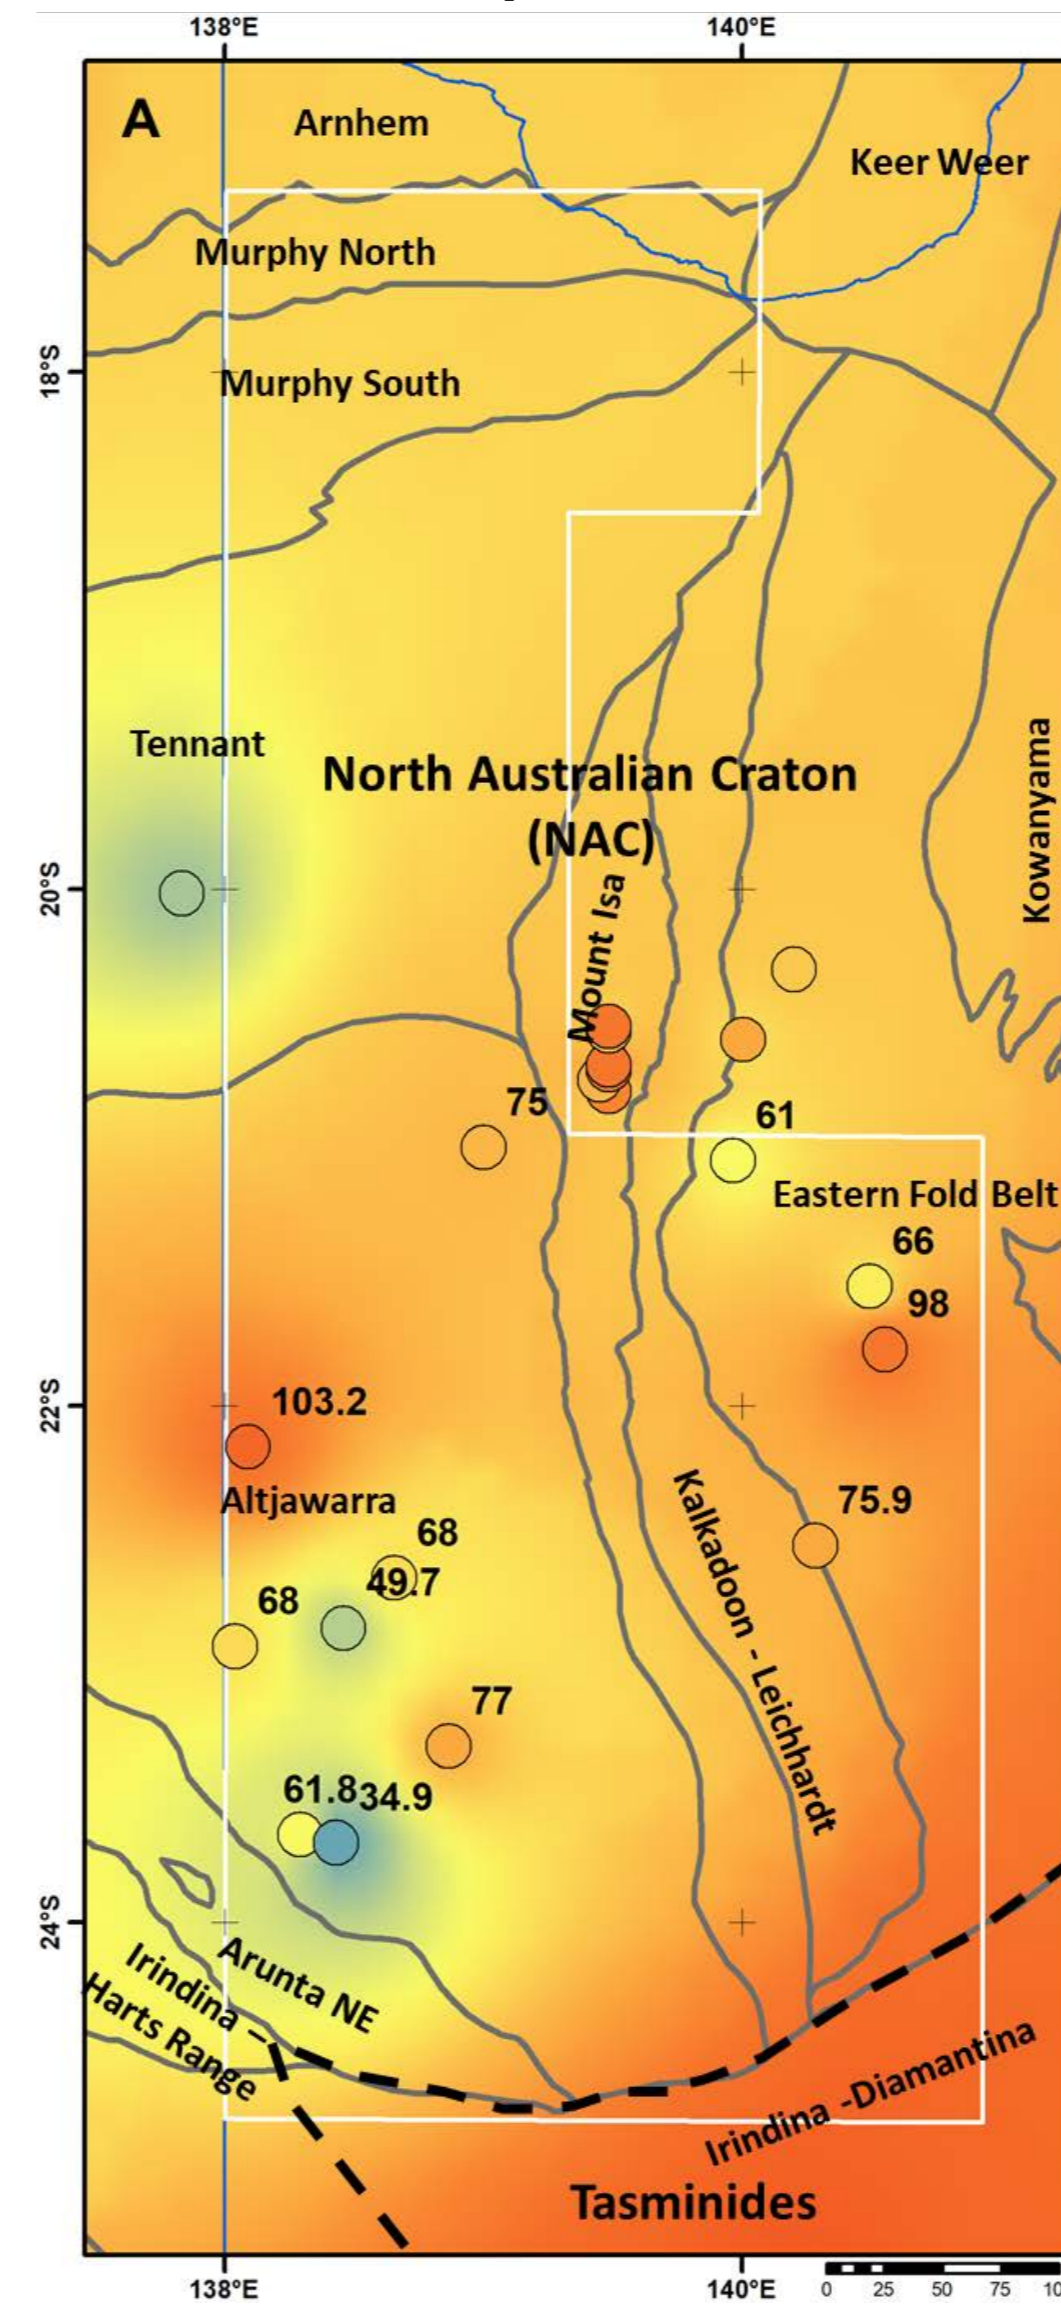 138°E
140°E
A
Arnhem
Keer Weer
Murphy North
18°S
Murphy South
Tennant
North Australian Craton
(NAC)
Kowanyama
20°S
Mount Isa
75
61
Eastern Fold Belt
66
98
22°S
103.2
Altjawarra
75.9
68
49.7
68
Kalkadoon - Leichhardt
77
61.8
34.9
24°S
Arunta NE
Irindina –
Harts Range
Irindina -Diamantina
Tasminides
138°E
140°E
0 25 50 75